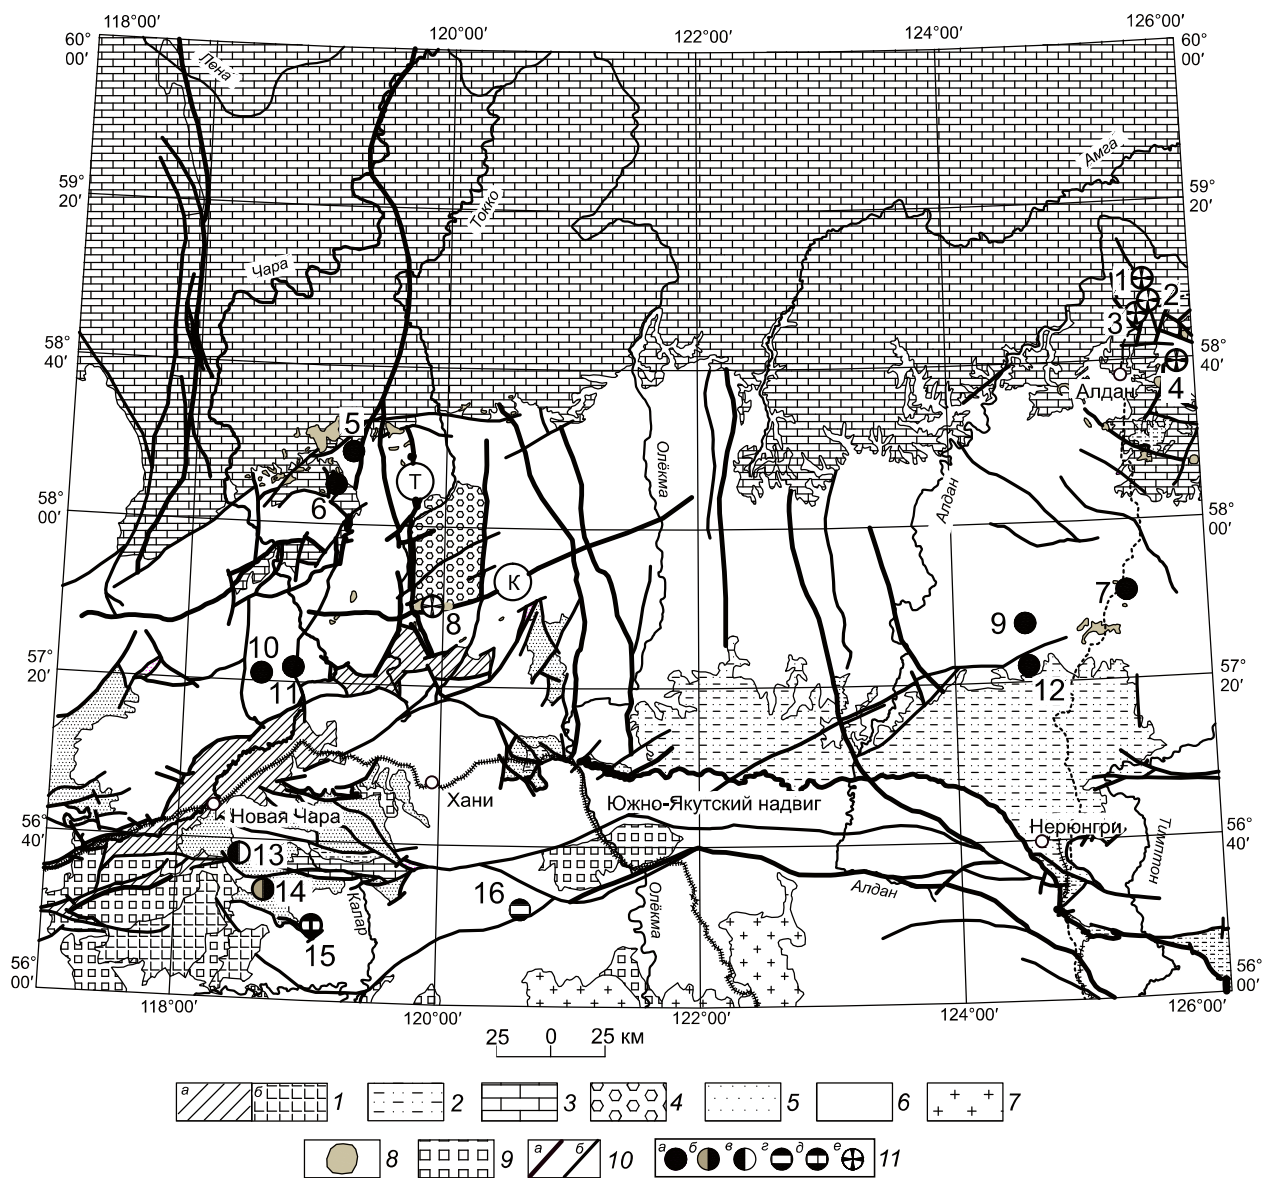 118°00′
120°00′
122°00′
124°00′
126°00′
60°
00′
60°
00′
Лена
Амга
59°
20′
59°
20′
Токко
Чара
1
2
3
58°
40′
58°
40′
4
Алдан
5
Олёкма
Т
6
Алдан
58°
00′
58°
00′
К
7
8
9
10
11
12
57°
20′
57°
20′
Хани
Южно-Якутский надвиг
Новая Чара
Нерюнгри
56°
40′
56°
40′
Тимптон
13
14
16
Калар
Олёкма
Алдан
15
56°
00′
56°
00′
118°00′
120°00′
122°00′
124°00′
126°00′
25 0 25 км
а б 1 2 3 4 5 6 7
8 9 а б 10 а б в г д е 11